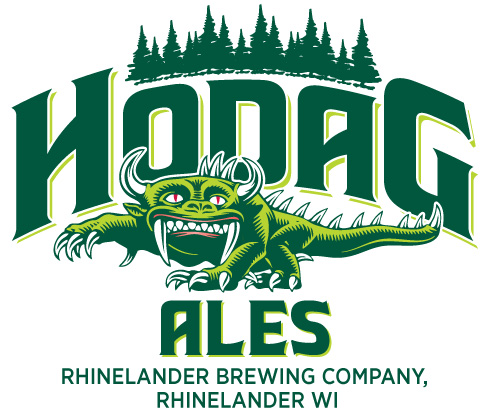 HODAG
ALES
RHINELANDER BREWING COMPANY,
RHINELANDER WI